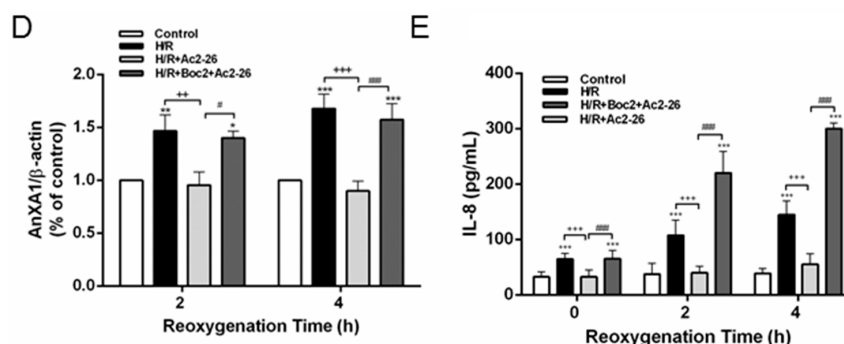 D
Control
H/R
H/R+Ac2-26
H/R+Boc2+Ac2-26
AnXA1/β-actin
(% of control)
2.0
1.5
1.0
0.5
0.0
**
++
#
*
***
+++
###
***
2
4
Reoxygenation Time (h)
E
Control
H/R
H/R+Boc2+Ac2-26
H/R+Ac2-26
IL-8 (pg/mL)
400
300
200
100
0
***
+++
###
***
***
+++
###
***
***
+++
###
***
0
2
4
Reoxygenation Time (h)